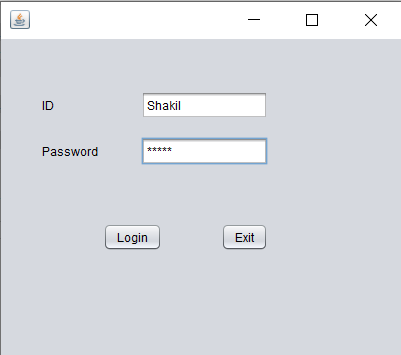 ID Shakil
Password *****
Login Exit